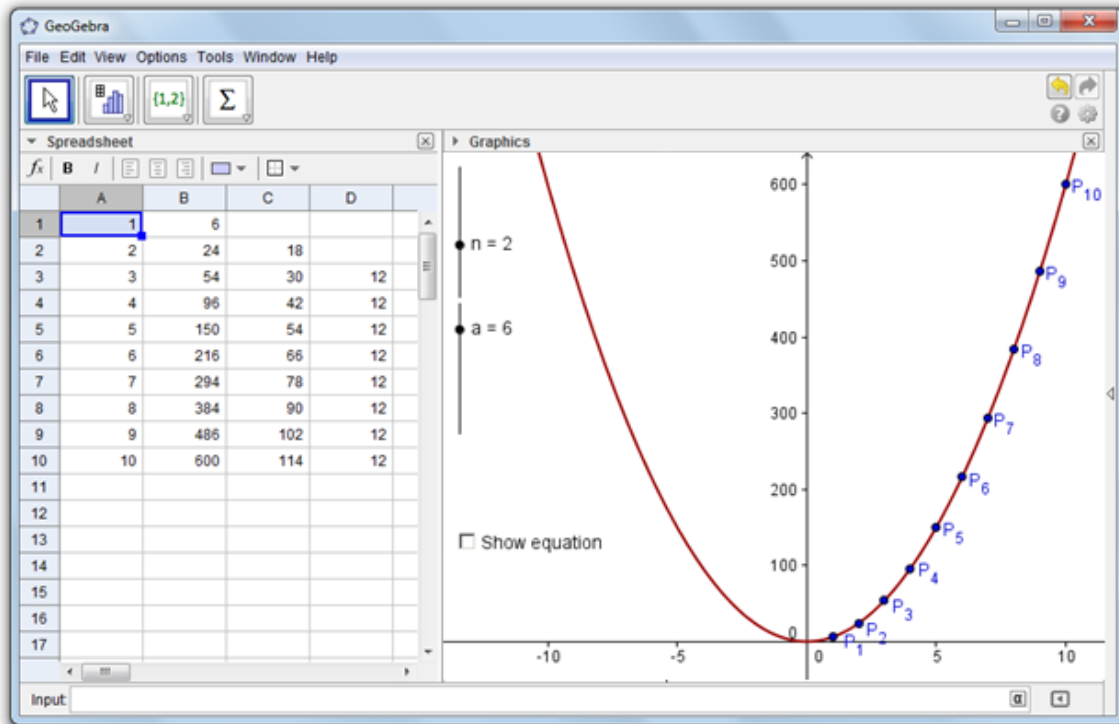 GeoGebra
File Edit View Options Tools Window Help
{1,2} Σ
Spreadsheet
fx B I
A B C D
1 1 6
2 2 24 18
3 3 54 30 12
4 4 96 42 12
5 5 150 54 12
6 6 216 66 12
7 7 294 78 12
8 8 384 90 12
9 9 486 102 12
10 10 600 114 12
11
12
13
14
15
16
17
Graphics
n = 2
a = 6
Show equation
600
500
400
300
200
100
0
-10 -5 0 5 10
P10
P9
P8
P7
P6
P5
P4
P3
P2
P1
Input: α